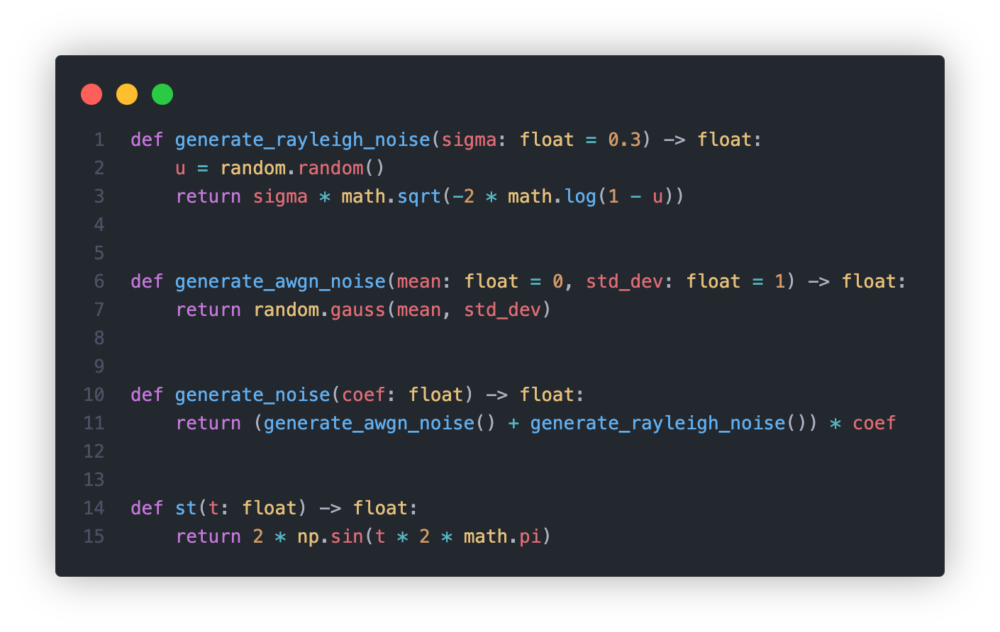 1 def generate_rayleigh_noise(sigma: float = 0.3) -> float:
2     u = random.random()
3     return sigma * math.sqrt(-2 * math.log(1 - u))
4
5
6 def generate_awgn_noise(mean: float = 0, std_dev: float = 1) -> float:
7     return random.gauss(mean, std_dev)
8
9
10 def generate_noise(coef: float) -> float:
11     return (generate_awgn_noise() + generate_rayleigh_noise()) * coef
12
13
14 def st(t: float) -> float:
15     return 2 * np.sin(t * 2 * math.pi)